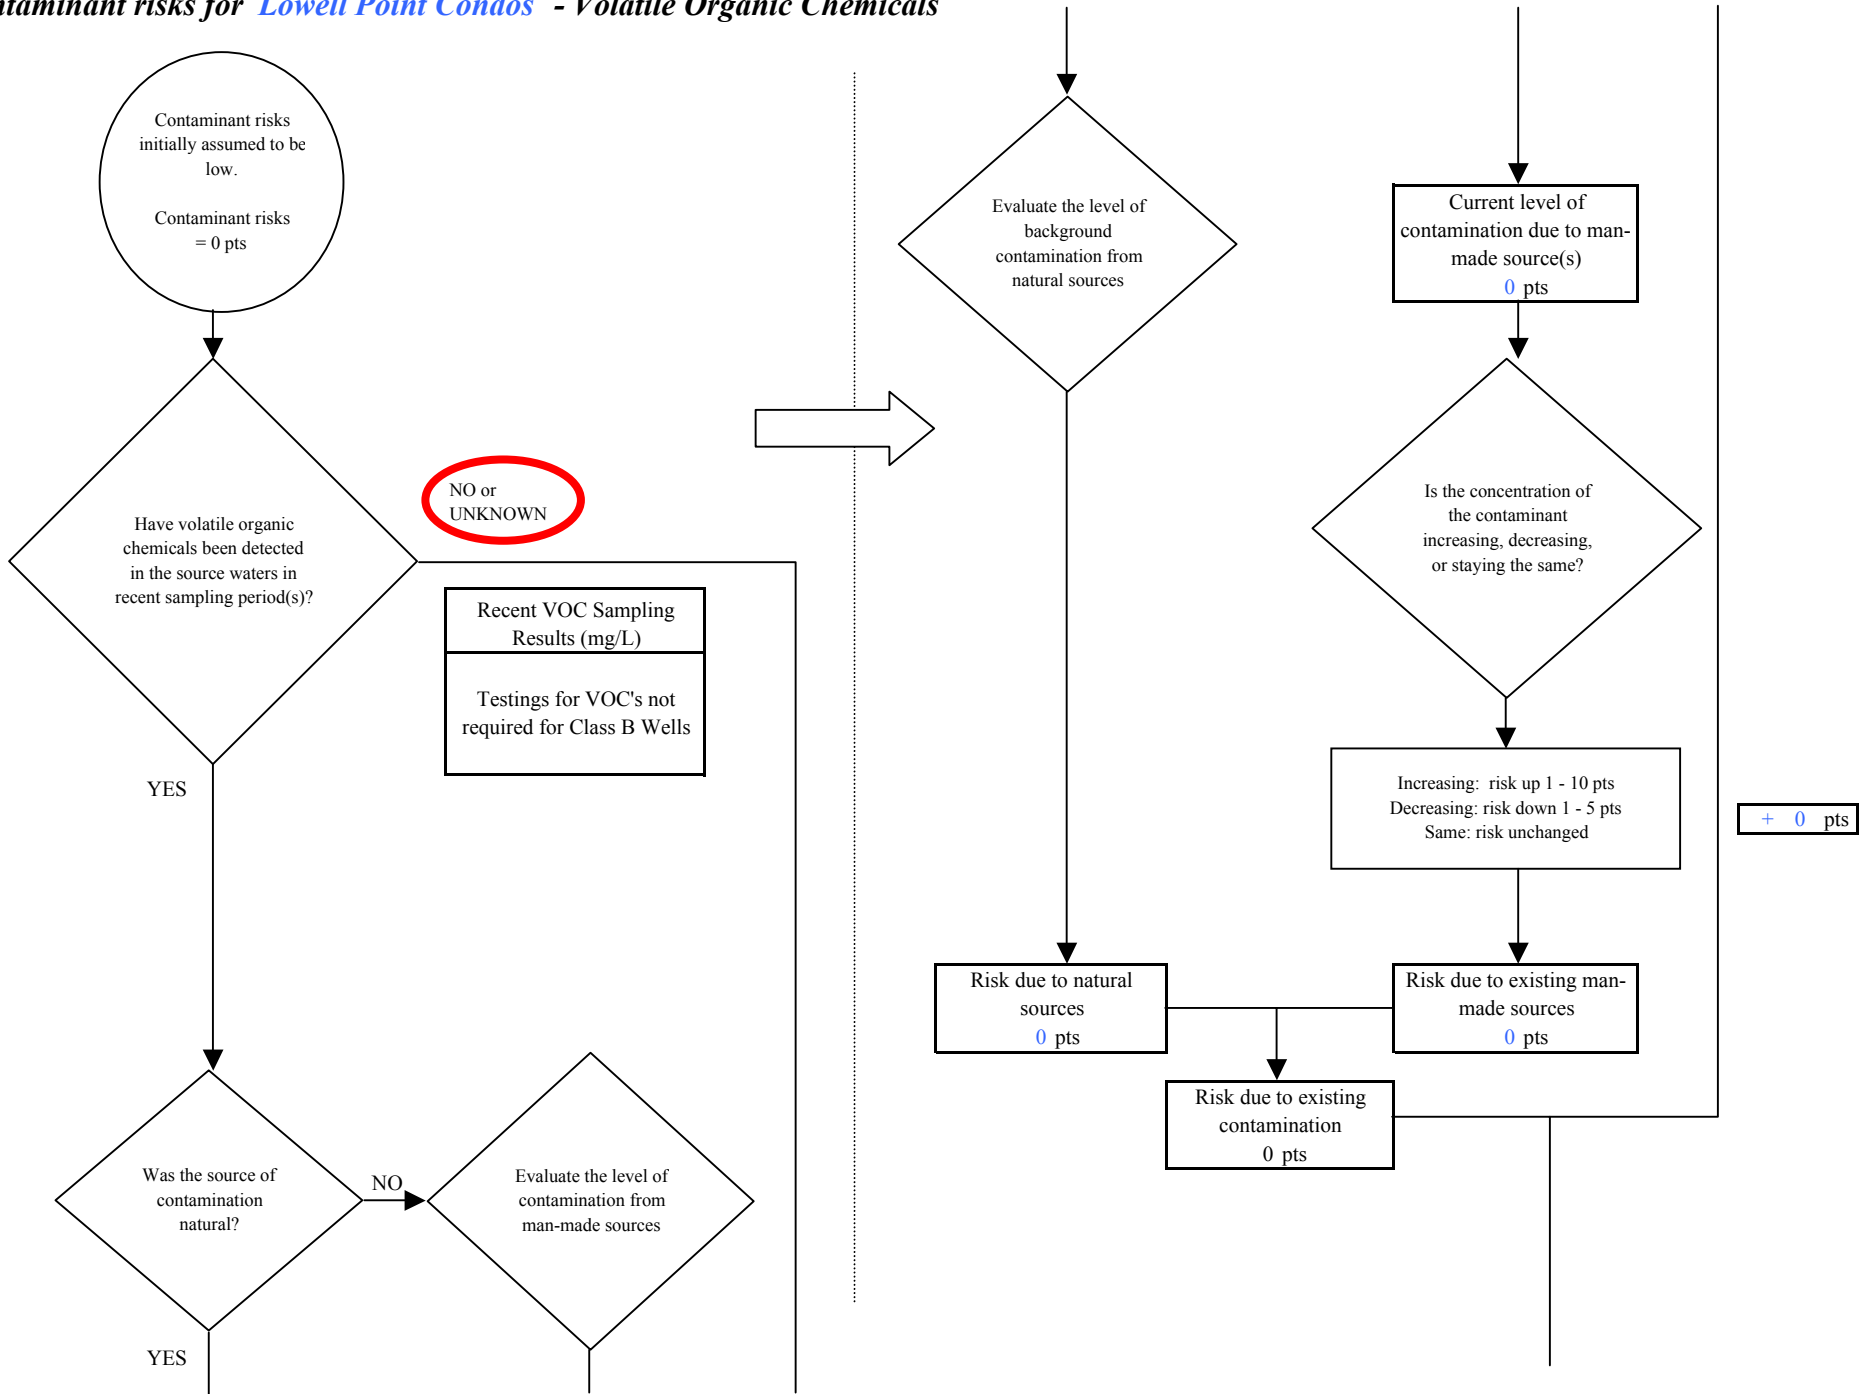 ntaminant risks for Lowell Point Condos - Volatile Organic Chemicals
Contaminant risks
initially assumed to be
low.
Contaminant risks
= 0 pts
Have volatile organic
chemicals been detected
in the source waters in
recent sampling period(s)?
NO or
UNKNOWN
Recent VOC Sampling
Results (mg/L)
Testings for VOC's not
required for Class B Wells
YES
Was the source of
contamination
natural?
NO
Evaluate the level of
contamination from
man-made sources
YES
Evaluate the level of
background
contamination from
natural sources
Current level of
contamination due to man-
made source(s)
0 pts
Is the concentration of
the contaminant
increasing, decreasing,
or staying the same?
Increasing: risk up 1 - 10 pts
Decreasing: risk down 1 - 5 pts
Same: risk unchanged
+ 0 pts
Risk due to natural
sources
0 pts
Risk due to existing man-
made sources
0 pts
Risk due to existing
contamination
0 pts